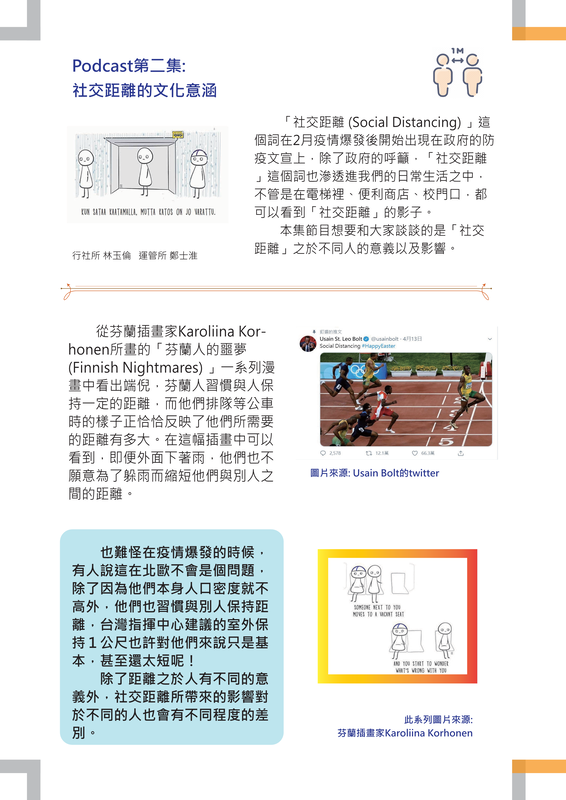 Podcast第二集:
社交距離的文化意涵
1M
KUN SATAA KAATAMALLA, MUTTA KATOS ON JO VARATTU.
行社所 林玉倫 運管所 鄭士淮
「社交距離 (Social Distancing) 」這
個詞在2月疫情爆發後開始出現在政府的防
疫文宣上，除了政府的呼籲，「社交距離
」這個詞也滲透進我們的日常生活之中，
不管是在電梯裡、便利商店、校門口，都
可以看到「社交距離」的影子。
本集節目想要和大家談談的是「社交
距離」之於不同人的意義以及影響。
從芬蘭插畫家Karoliina Kor-
honen所畫的「芬蘭人的噩夢
(Finnish Nightmares) 」一系列漫
畫中看出端倪，芬蘭人習慣與人保
持一定的距離，而他們排隊等公車
時的樣子正恰恰反映了他們所需要
的距離有多大。在這幅插畫中可以
看到，即便外面下著雨，他們也不
願意為了躲雨而縮短他們與別人之
間的距離。
Usain St. Leo Bolt @usainbolt · 4月13日
Social Distancing #HappyEaster
圖片來源: Usain Bolt的twitter
也難怪在疫情爆發的時候，
有人說這在北歐不會是個問題，
除了因為他們本身人口密度就不
高外，他們也習慣與別人保持距
離，台灣指揮中心建議的室外保
持１公尺也許對他們來說只是基
本，甚至還太短呢！
除了距離之於人有不同的意
義外，社交距離所帶來的影響對
於不同的人也會有不同程度的差
別。
SOMEONE NEXT TO YOU
MOVES TO A VACANT SEAT
AND YOU START TO WONDER
WHAT'S WRONG WITH YOU
此系列圖片來源:
芬蘭插畫家Karoliina Korhonen